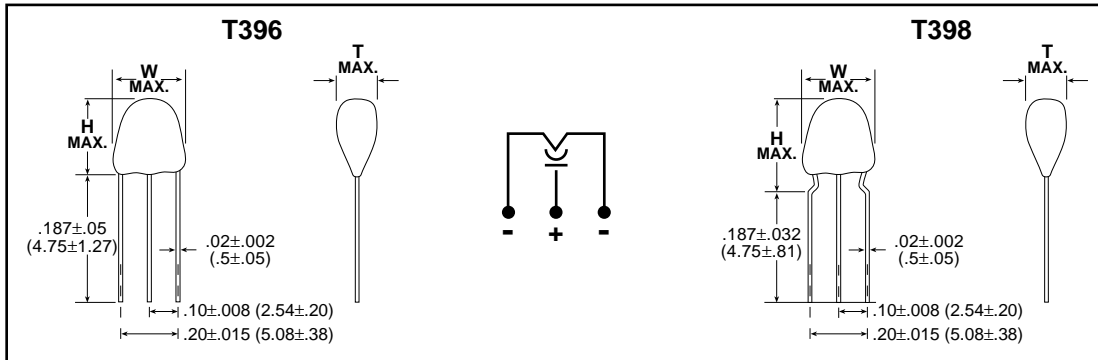 T396
W
MAX.
T
MAX.
H
MAX.
.187±.05
(4.75±1.27)
.02±.002
(.5±.05)
.10±.008 (2.54±.20)
.20±.015 (5.08±.38)
- + -
T398
W
MAX.
T
MAX.
H
MAX.
.187±.032
(4.75±.81)
.02±.002
(.5±.05)
.10±.008 (2.54±.20)
.20±.015 (5.08±.38)